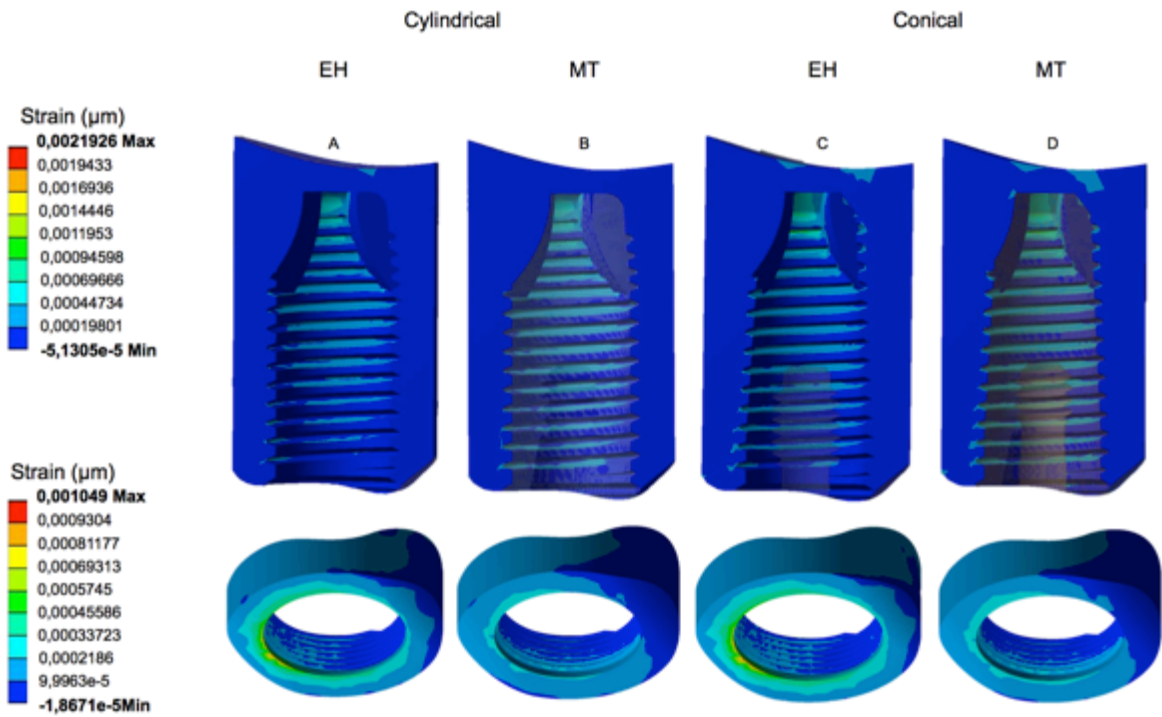 Cylindrical Conical
EH MT EH MT
A B C D
Strain (µm)
0,0021926 Max
0,0019433
0,0016936
0,0014446
0,0011953
0,00094598
0,00069666
0,00044734
0,00019801
-5,1305e-5 Min
Strain (µm)
0,001049 Max
0,0009304
0,00081177
0,00069313
0,0005745
0,00045586
0,00033723
0,0002186
9,9963e-5
-1,8671e-5Min